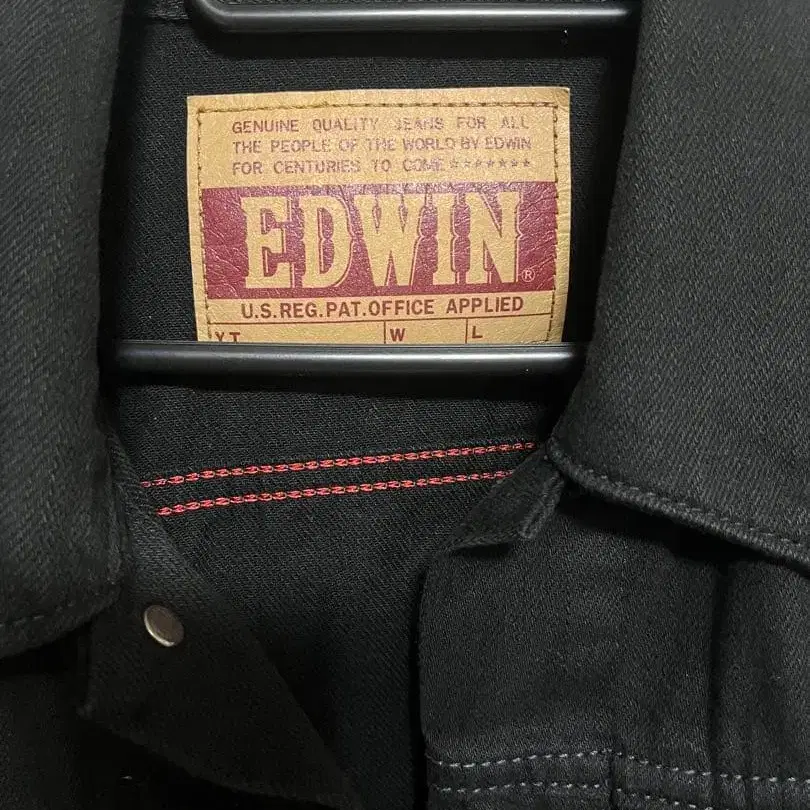 GENUINE QUALITY JEANS FOR ALL
THE PEOPLE OF THE WORLD BY EDWIN
FOR CENTURIES TO COME *******
EDWIN®
U.S.REG.PAT.OFFICE APPLIED
W L